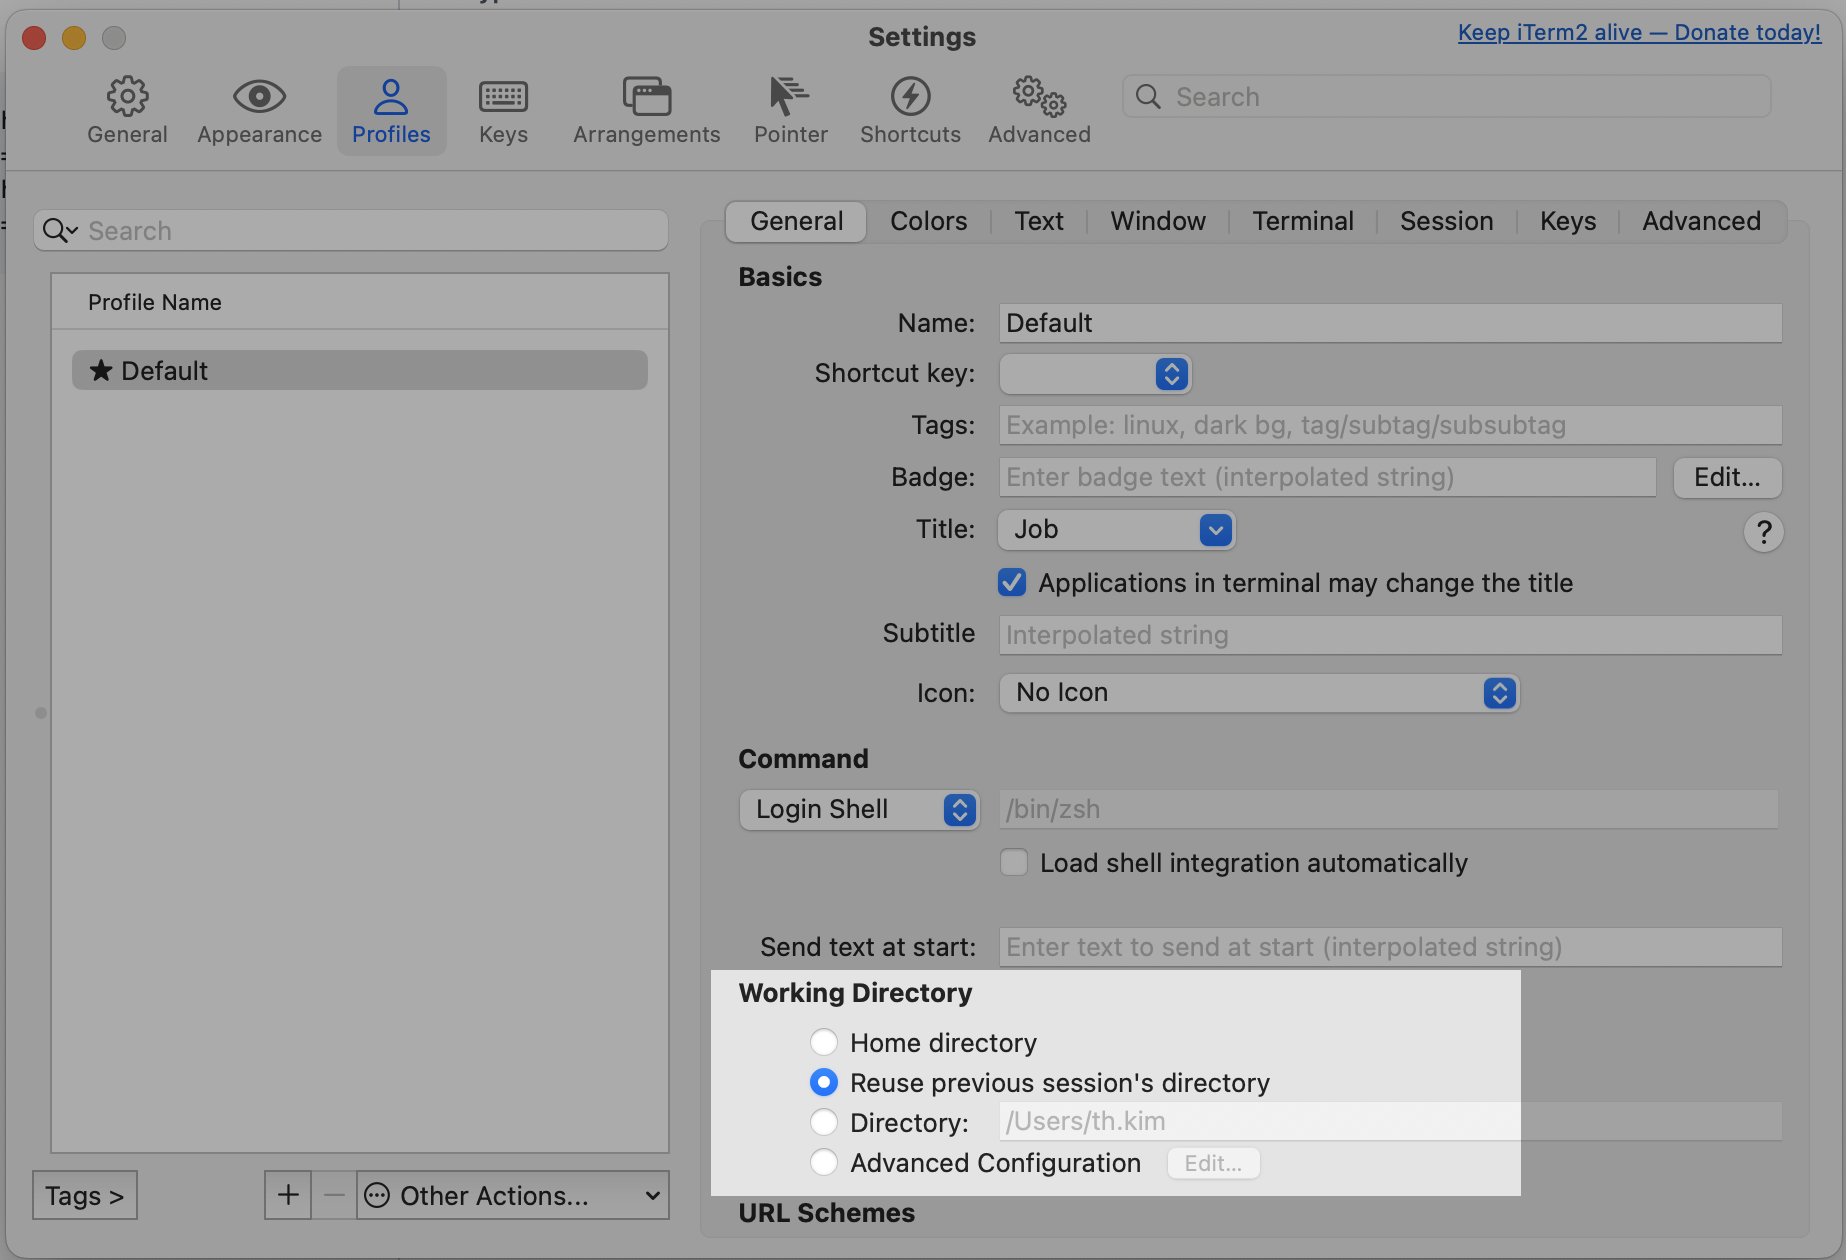 Settings
Keep iTerm2 alive — Donate today!
General
Appearance
Profiles
Keys
Arrangements
Pointer
Shortcuts
Advanced
Search
Search
Profile Name
★ Default
Tags >
+
−
Other Actions...
General
Colors
Text
Window
Terminal
Session
Keys
Advanced
Basics
Name: Default
Shortcut key:
Tags: Example: linux, dark bg, tag/subtag/subsubtag
Badge: Enter badge text (interpolated string) Edit...
Title: Job ?
Applications in terminal may change the title
Subtitle Interpolated string
Icon: No Icon
Command
Login Shell /bin/zsh
Load shell integration automatically
Send text at start: Enter text to send at start (interpolated string)
Working Directory
Home directory
Reuse previous session's directory
Directory: /Users/th.kim
Advanced Configuration Edit...
URL Schemes